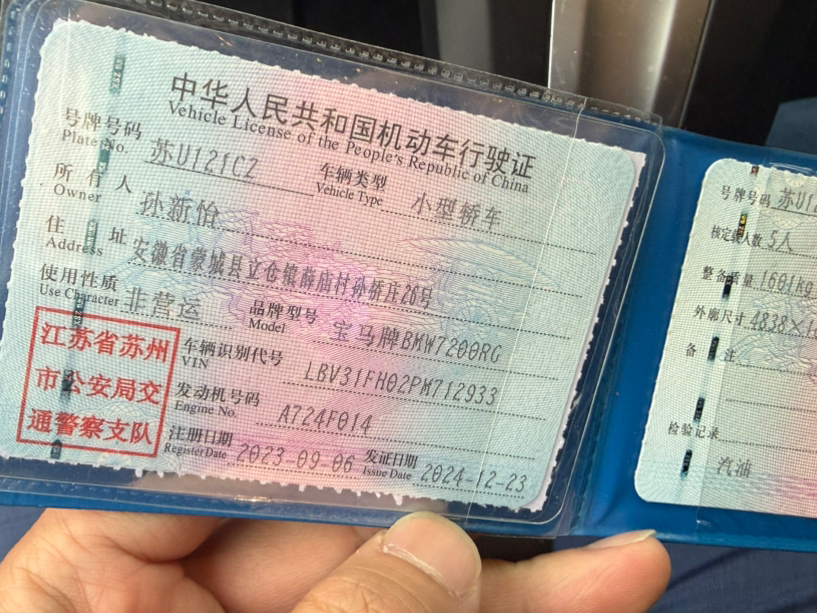 中华人民共和国机动车行驶证
Vehicle License of the People's Republic of China
号牌号码 苏U121C2 车辆类型 小型轿车
Plate No. Vehicle Type
所有人 孙新怡
Owner
住址 安徽省蒙城县立仓镇薛庙村孙桥庄26号
Address
使用性质 非营运 品牌型号 宝马牌BMW7200RG
Use Character Model
江苏省苏州
市公安局交
通警察支队
车辆识别代号 LBV31FH02PM712933
VIN
发动机号码 A724F014
Engine No.
注册日期 2023-09-06 发证日期 2024-12-23
Register Date Issue Date
号牌号码 苏U12
核定载人数 5人
整备质量 1601kg
外廓尺寸 4838×18
备注
检验记录
汽油